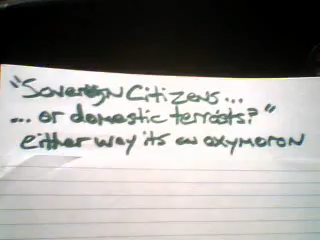 "Sovereign Citizens...
... or domestic terrorists?"
either way its an oxymoron